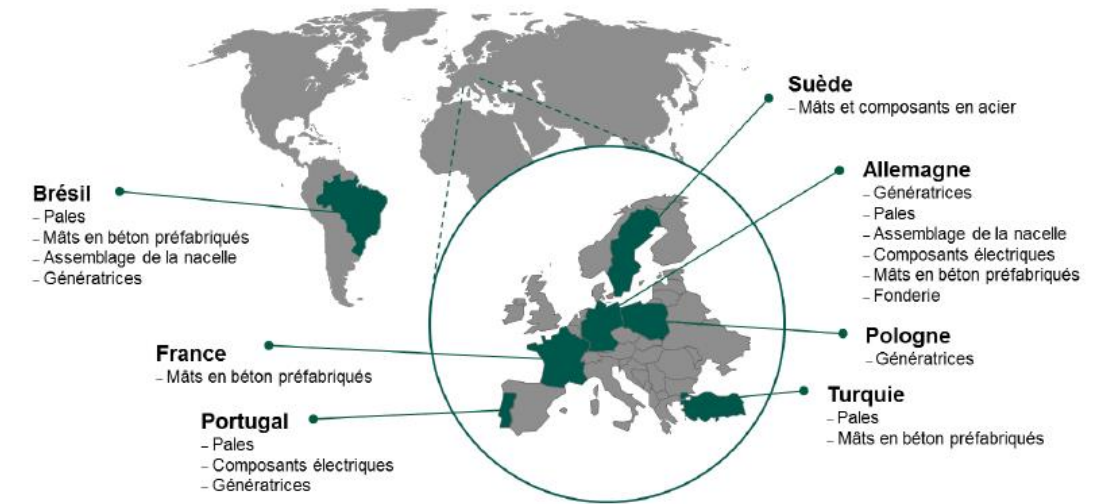 Suède
- Mâts et composants en acier
Allemagne
- Génératrices
- Pales
- Assemblage de la nacelle
- Composants électriques
- Mâts en béton préfabriqués
- Fonderie
Brésil
- Pales
- Mâts en béton préfabriqués
- Assemblage de la nacelle
- Génératrices
Pologne
- Génératrices
France
- Mâts en béton préfabriqués
Turquie
- Pales
- Mâts en béton préfabriqués
Portugal
- Pales
- Composants électriques
- Génératrices